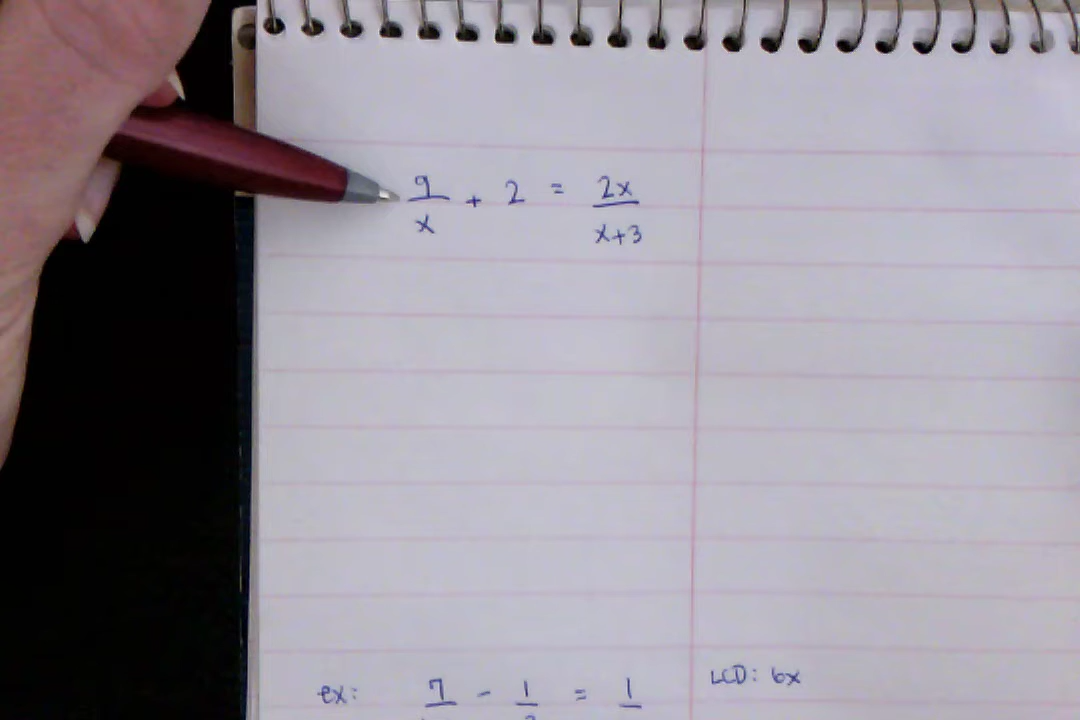 9/x + 2 = 2x/(x+3)
ex: 7 - 1 = 1
LCD: 6x